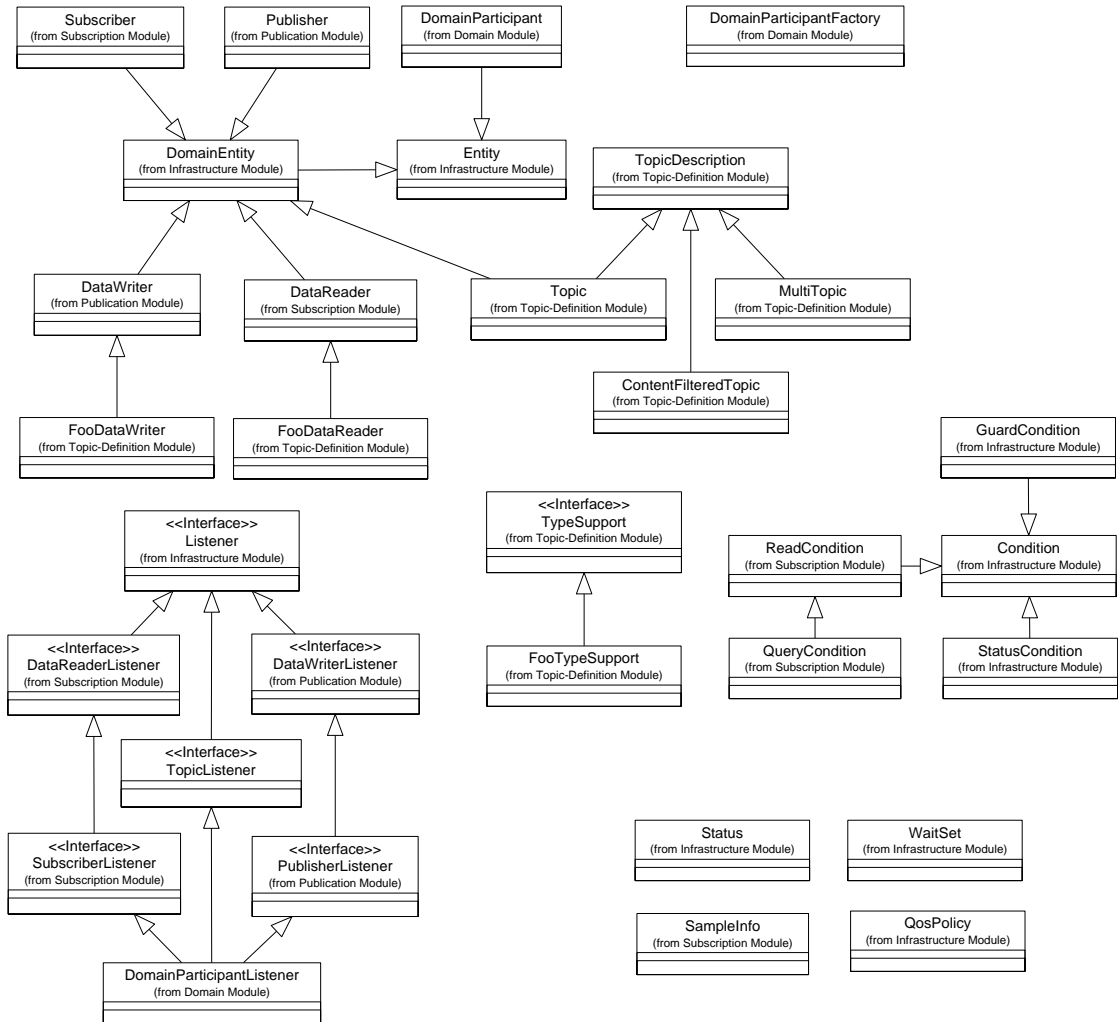 Subscriber
(from Subscription Module)
Publisher
(from Publication Module)
DomainParticipant
(from Domain Module)
DomainParticipantFactory
(from Domain Module)
DomainEntity
(from Infrastructure Module)
Entity
(from Infrastructure Module)
TopicDescription
(from Topic-Definition Module)
DataWriter
(from Publication Module)
DataReader
(from Subscription Module)
Topic
(from Topic-Definition Module)
MultiTopic
(from Topic-Definition Module)
ContentFilteredTopic
(from Topic-Definition Module)
FooDataWriter
(from Topic-Definition Module)
FooDataReader
(from Topic-Definition Module)
GuardCondition
(from Infrastructure Module)
<<Interface>>
Listener
(from Infrastructure Module)
<<Interface>>
TypeSupport
(from Topic-Definition Module)
ReadCondition
(from Subscription Module)
Condition
(from Infrastructure Module)
<<Interface>>
DataReaderListener
(from Subscription Module)
<<Interface>>
DataWriterListener
(from Publication Module)
FooTypeSupport
(from Topic-Definition Module)
QueryCondition
(from Subscription Module)
StatusCondition
(from Infrastructure Module)
<<Interface>>
TopicListener
<<Interface>>
SubscriberListener
(from Subscription Module)
<<Interface>>
PublisherListener
(from Publication Module)
Status
(from Infrastructure Module)
WaitSet
(from Infrastructure Module)
SampleInfo
(from Subscription Module)
QosPolicy
(from Infrastructure Module)
DomainParticipantListener
(from Domain Module)